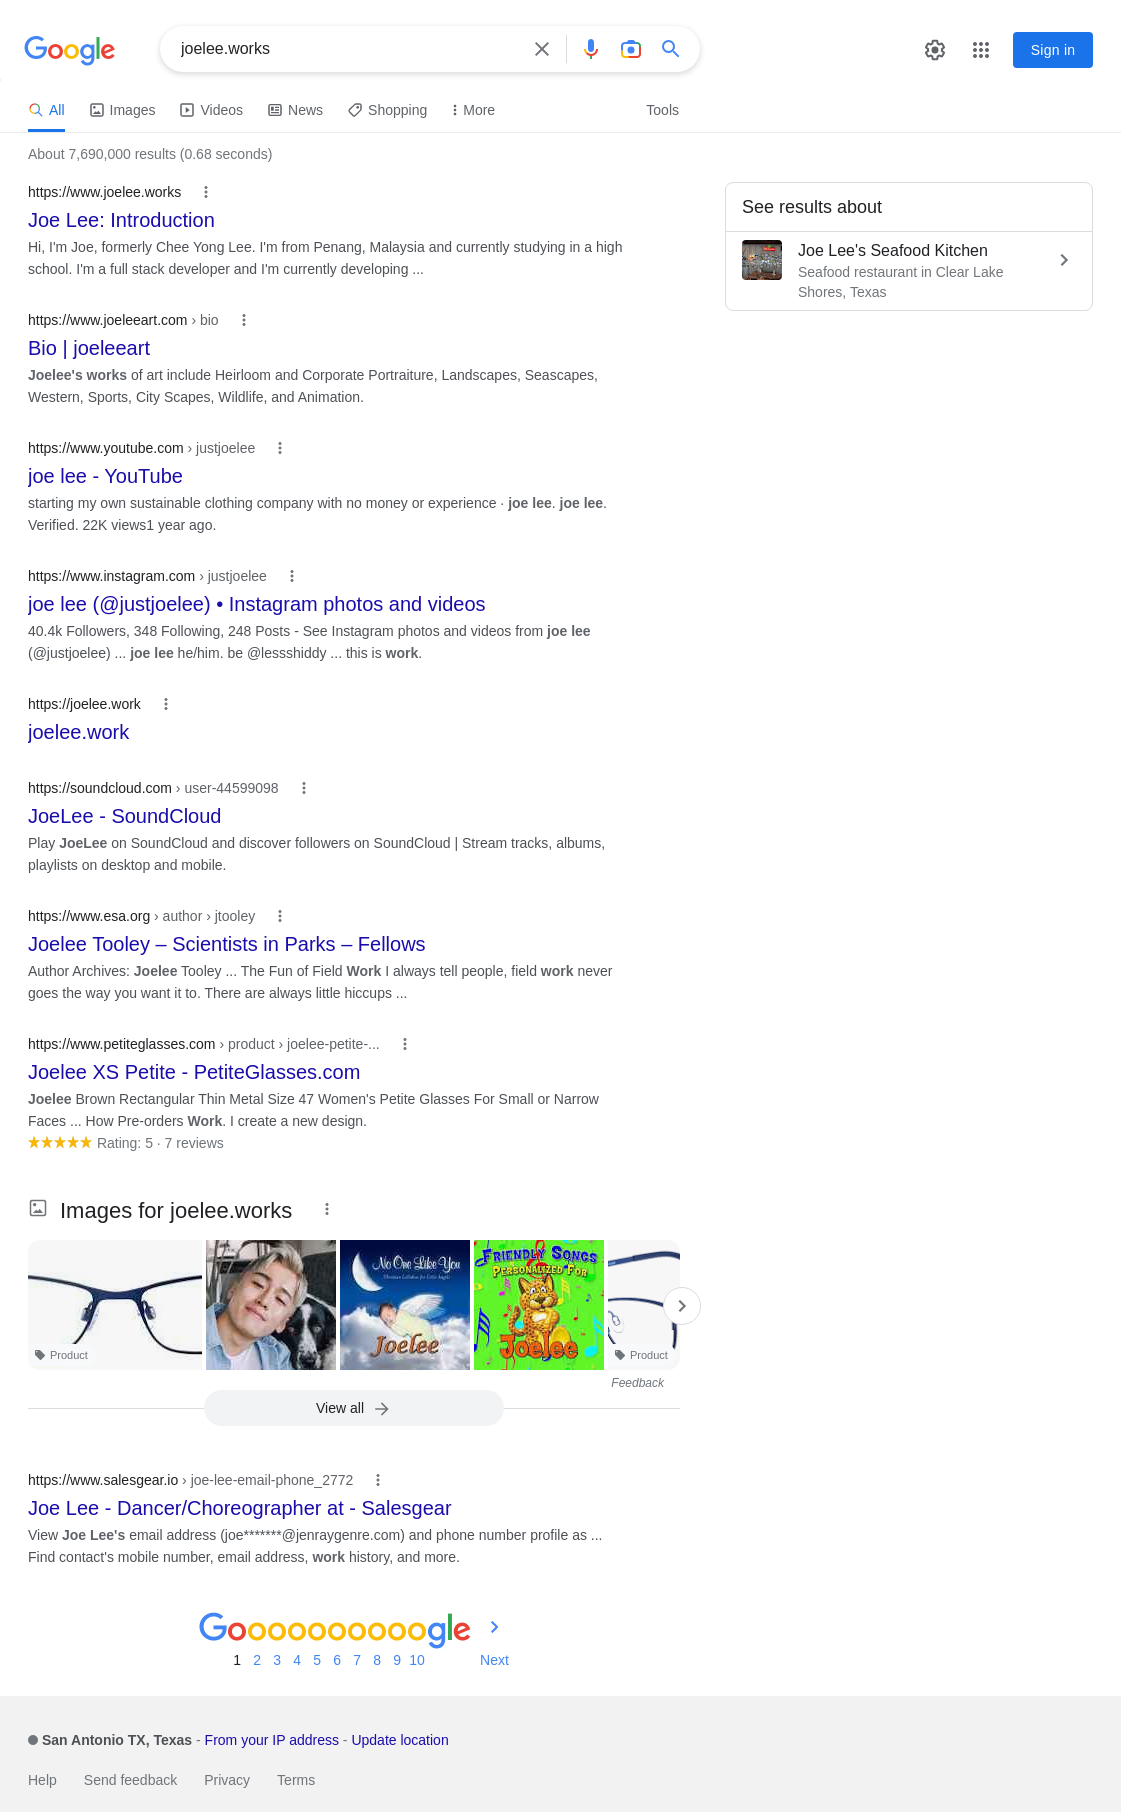 Google
joelee.works
Sign in
All
Images
Videos
News
Shopping
More
Tools
About 7,690,000 results (0.68 seconds)
https://www.joelee.works
Joe Lee: Introduction
Hi, I'm Joe, formerly Chee Yong Lee. I'm from Penang, Malaysia and currently studying in a high
school. I'm a full stack developer and I'm currently developing ...
https://www.joeleeart.com › bio
Bio | joeleeart
Joelee's works of art include Heirloom and Corporate Portraiture, Landscapes, Seascapes,
Western, Sports, City Scapes, Wildlife, and Animation.
https://www.youtube.com › justjoelee
joe lee - YouTube
starting my own sustainable clothing company with no money or experience · joe lee. joe lee.
Verified. 22K views1 year ago.
https://www.instagram.com › justjoelee
joe lee (@justjoelee) • Instagram photos and videos
40.4k Followers, 348 Following, 248 Posts - See Instagram photos and videos from joe lee
(@justjoelee) ... joe lee he/him. be @lessshiddy ... this is work.
https://joelee.work
joelee.work
https://soundcloud.com › user-44599098
JoeLee - SoundCloud
Play JoeLee on SoundCloud and discover followers on SoundCloud | Stream tracks, albums,
playlists on desktop and mobile.
https://www.esa.org › author › jtooley
Joelee Tooley – Scientists in Parks – Fellows
Author Archives: Joelee Tooley ... The Fun of Field Work I always tell people, field work never
goes the way you want it to. There are always little hiccups ...
https://www.petiteglasses.com › product › joelee-petite-...
Joelee XS Petite - PetiteGlasses.com
Joelee Brown Rectangular Thin Metal Size 47 Women's Petite Glasses For Small or Narrow
Faces ... How Pre-orders Work. I create a new design.
Rating: 5 · 7 reviews
Images for joelee.works
Product
No One Like You
Christian Lullabies for Little Angels
Joelee
FRIENDLY SONGS
PERSONALIZED FOR
Joelee
Product
Feedback
View all
https://www.salesgear.io › joe-lee-email-phone_2772
Joe Lee - Dancer/Choreographer at - Salesgear
View Joe Lee's email address (joe*******@jenraygenre.com) and phone number profile as ...
Find contact's mobile number, email address, work history, and more.
Goooooooooogle
1 2 3 4 5 6 7 8 9 10 Next
See results about
Joe Lee's Seafood Kitchen
Seafood restaurant in Clear Lake
Shores, Texas
San Antonio TX, Texas - From your IP address - Update location
Help Send feedback Privacy Terms